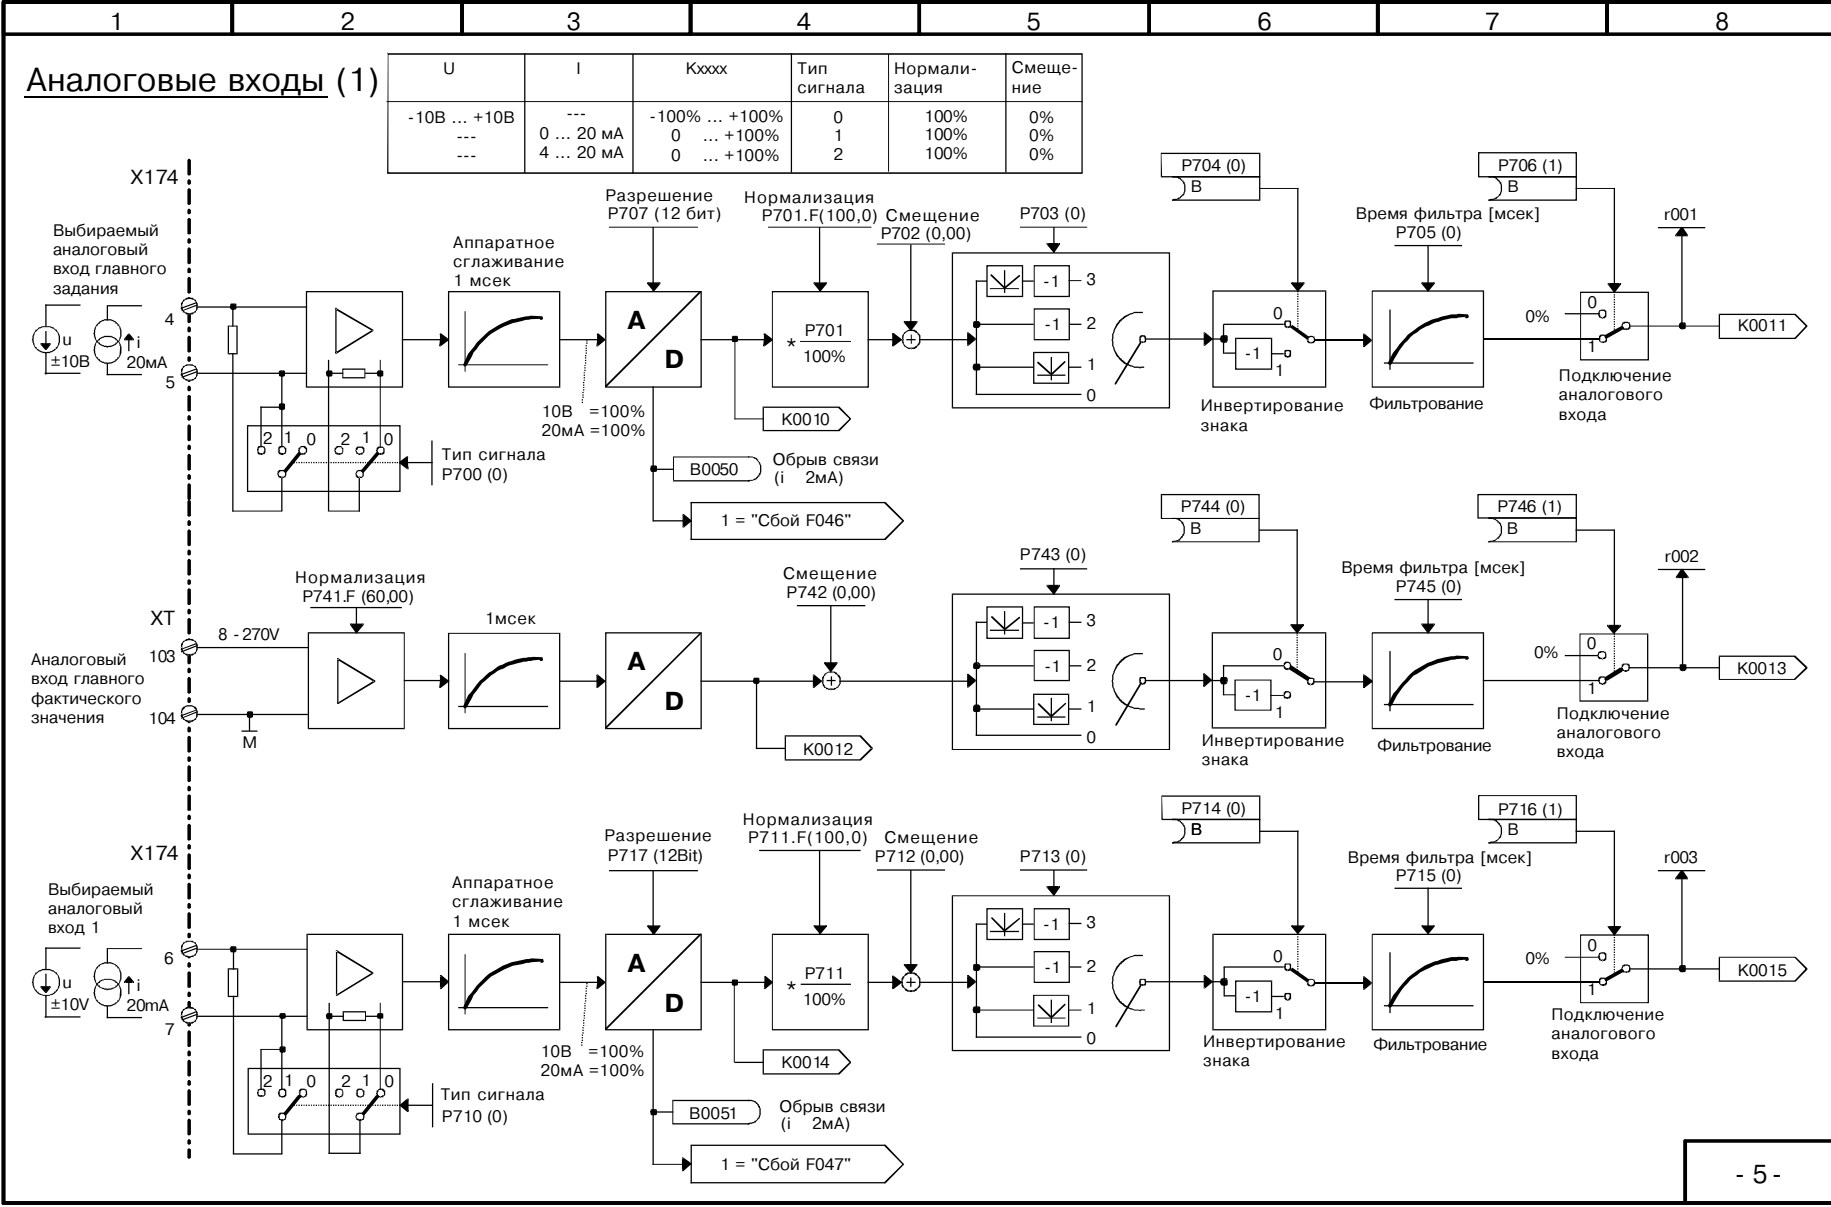 1 2 3 4 5 6 7 8
Аналоговые входы (1)
U I Kxxxx Тип сигнала Нормали-зация Смеще-ние
-10В ... +10В --- -100% ... +100% 0 100% 0%
--- 0 ... 20 мА 0 ... +100% 1 100% 0%
--- 4 ... 20 мА 0 ... +100% 2 100% 0%
X174
Выбираемый
аналоговый
вход главного
задания
u
±10В
i
20мА
4
5
2 1 0
2 1 0
Тип сигнала
P700 (0)
Аппаратное
сглаживание
1 мсек
10В =100%
20мА =100%
Разрешение
P707 (12 бит)
A
D
B0050
Обрыв связи
(i 2мА)
1 = "Сбой F046"
Нормализация
P701.F(100,0)
* P701
100%
K0010
Смещение
P702 (0,00)
P703 (0)
-1 3
-1 2
1
0
P704 (0)
B
0
-1
1
Инвертирование
знака
Время фильтра [мсек]
P705 (0)
Фильтрование
P706 (1)
B
0% 0
1
Подключение
аналогового
входа
r001
K0011
XT
Аналоговый
вход главного
фактического
значения
103
104
8 - 270V
M
Нормализация
P741.F (60,00)
1мсек
A
D
K0012
Смещение
P742 (0,00)
P743 (0)
-1 3
-1 2
1
0
P744 (0)
B
0
-1
1
Инвертирование
знака
Время фильтра [мсек]
P745 (0)
Фильтрование
P746 (1)
B
0% 0
1
Подключение
аналогового
входа
r002
K0013
X174
Выбираемый
аналоговый
вход 1
u
±10V
i
20mA
6
7
2 1 0
2 1 0
Тип сигнала
P710 (0)
Аппаратное
сглаживание
1 мсек
10В =100%
20мА =100%
Разрешение
P717 (12Bit)
A
D
B0051
Обрыв связи
(i 2мА)
1 = "Сбой F047"
Нормализация
P711.F(100,0)
* P711
100%
K0014
Смещение
P712 (0,00)
P713 (0)
-1 3
-1 2
1
0
P714 (0)
B
0
-1
1
Инвертирование
знака
Время фильтра [мсек]
P715 (0)
Фильтрование
P716 (1)
B
0% 0
1
Подключение
аналогового
входа
r003
K0015
- 5 -